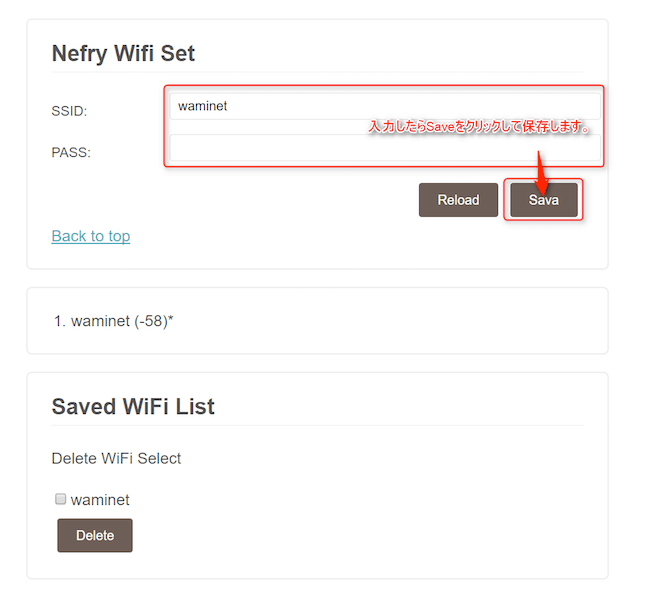 Nefry Wifi Set
SSID:
waminet
入力したらSaveをクリックして保存します。
PASS:
Reload
Sava
Back to top
1. waminet (-58)*
Saved WiFi List
Delete WiFi Select
waminet
Delete